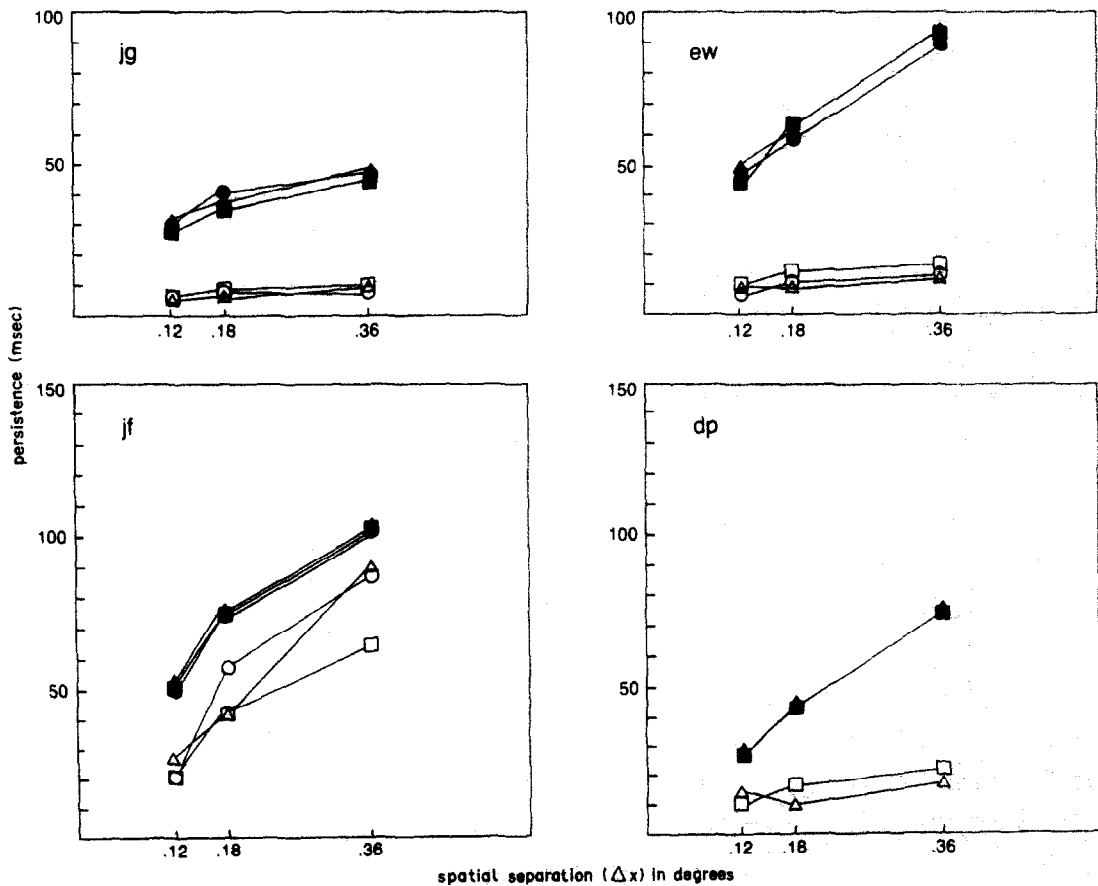 100
jg
50
.12 .18 .36
100
ew
50
.12 .18 .36
persistence (msec)
150
jf
100
50
.12 .18 .36
150
dp
100
50
.12 .18 .36
spatial separation (Δx) in degrees